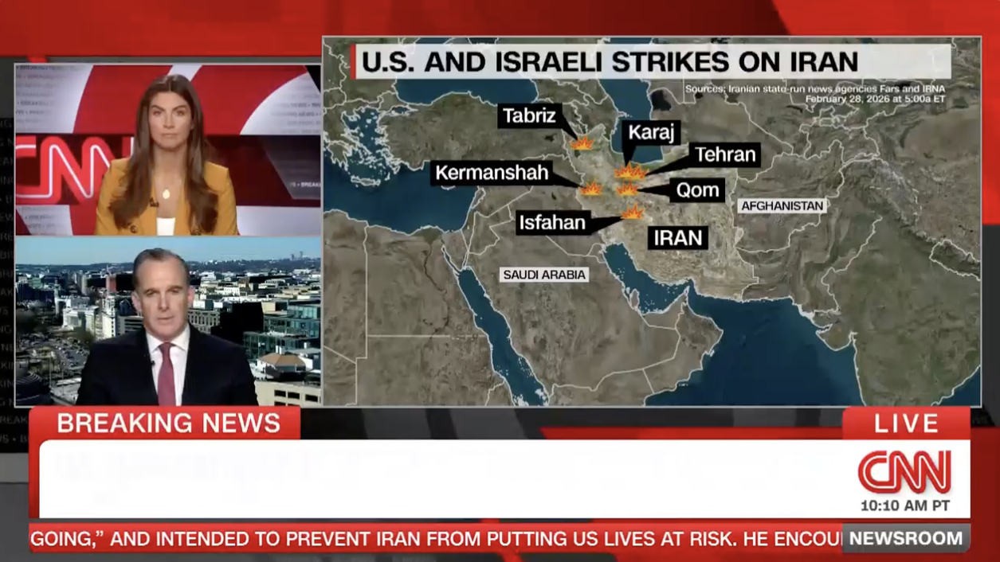 U.S. AND ISRAELI STRIKES ON IRAN
Sources: Iranian state-run news agencies Fars and IRNA
February 28, 2026 at 5:00a ET
Tabriz
Karaj
Tehran
Kermanshah
Qom
AFGHANISTAN
Isfahan
IRAN
SAUDI ARABIA
CNN
BREAKING NEWS
LIVE
CNN
10:10 AM PT
GOING,” AND INTENDED TO PREVENT IRAN FROM PUTTING US LIVES AT RISK. HE ENCOU
NEWSROOM